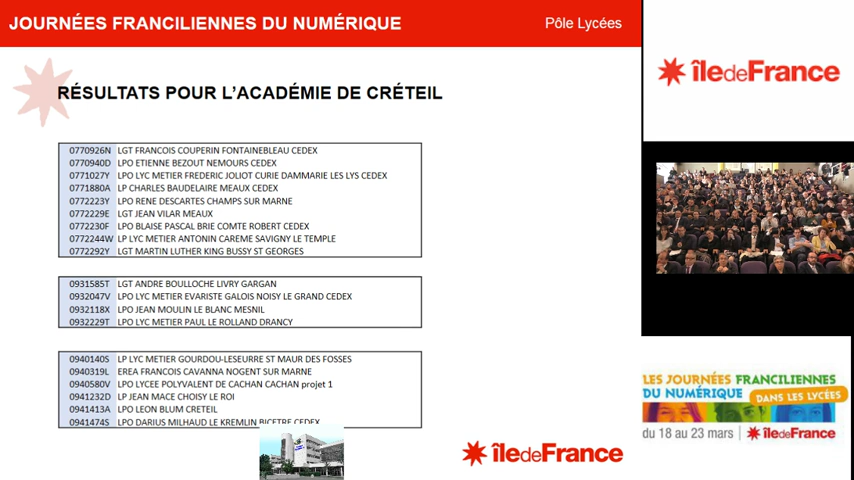 JOURNÉES FRANCILIENNES DU NUMÉRIQUE
Pôle Lycées
RÉSULTATS POUR L'ACADÉMIE DE CRÉTEIL
0770926N LGT FRANCOIS COUPERIN FONTAINEBLEAU CEDEX
0770940D LPO ETIENNE BEZOUT NEMOURS CEDEX
0771027Y LPO LYC METIER FREDERIC JOLIOT CURIE DAMMARIE LES LYS CEDEX
0771880A LP CHARLES BAUDELAIRE MEAUX CEDEX
0772223Y LPO RENE DESCARTES CHAMPS SUR MARNE
0772229E LGT JEAN VILAR MEAUX
0772230F LPO BLAISE PASCAL BRIE COMTE ROBERT CEDEX
0772244W LP LYC METIER ANTONIN CAREME SAVIGNY LE TEMPLE
0772292Y LGT MARTIN LUTHER KING BUSSY ST GEORGES
0931585T LGT ANDRE BOULLOCHE LIVRY GARGAN
0932047V LPO LYC METIER EVARISTE GALOIS NOISY LE GRAND CEDEX
0932118X LPO JEAN MOULIN LE BLANC MESNIL
0932229T LPO LYC METIER PAUL LE ROLLAND DRANCY
0940140S LP LYC METIER GOURDOU-LESEURRE ST MAUR DES FOSSES
0940319L EREA FRANCOIS CAVANNA NOGENT SUR MARNE
0940580V LPO LYCEE POLYVALENT DE CACHAN CACHAN projet 1
0941232D LP JEAN MACE CHOISY LE ROI
0941413A LPO LEON BLUM CRETEIL
0941474S LPO DARIUS MILHAUD LE KREMLIN BICETRE CEDEX
îledeFrance
îledeFrance
LES JOURNÉES FRANCILIENNES
DU NUMÉRIQUE DANS LES LYCÉES
du 18 au 23 mars | îledeFrance